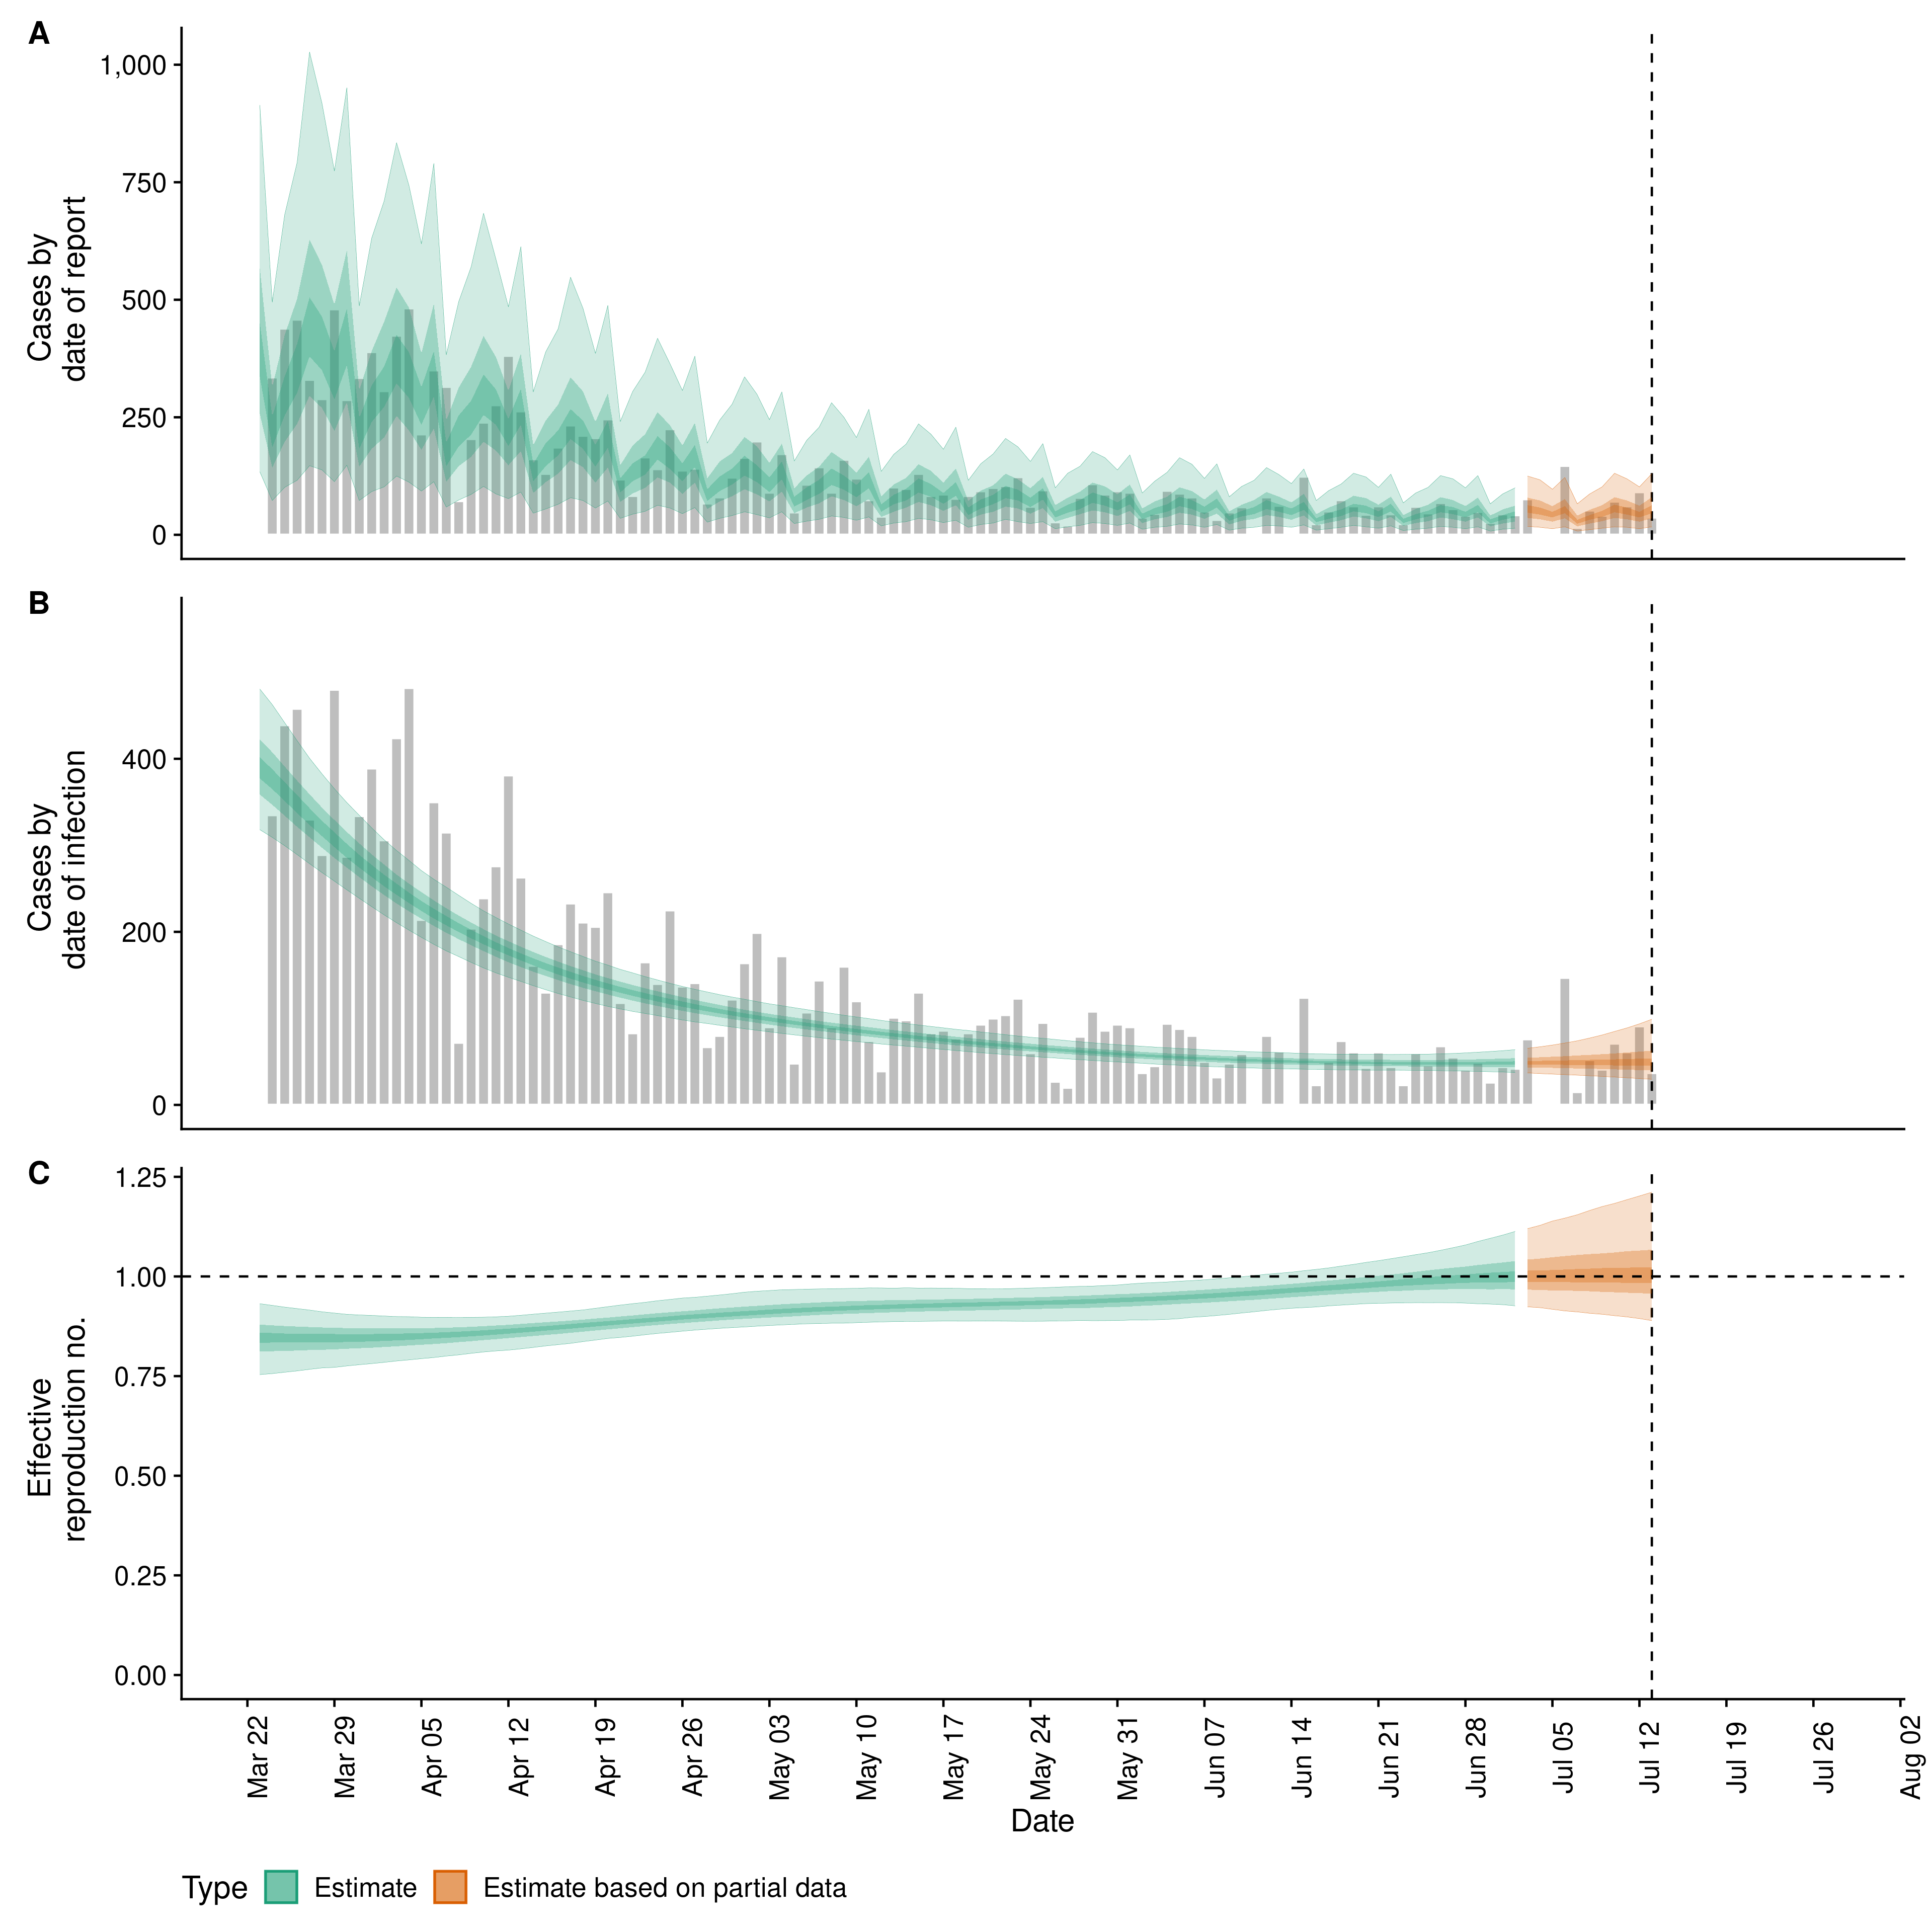 A
Cases by
date of report
1,000
750
500
250
0
B
Cases by
date of infection
400
200
0
C
Effective
reproduction no.
1.25
1.00
0.75
0.50
0.25
0.00
Mar 22
Mar 29
Apr 05
Apr 12
Apr 19
Apr 26
May 03
May 10
May 17
May 24
May 31
Jun 07
Jun 14
Jun 21
Jun 28
Jul 05
Jul 12
Jul 19
Jul 26
Aug 02
Date
Type Estimate Estimate based on partial data